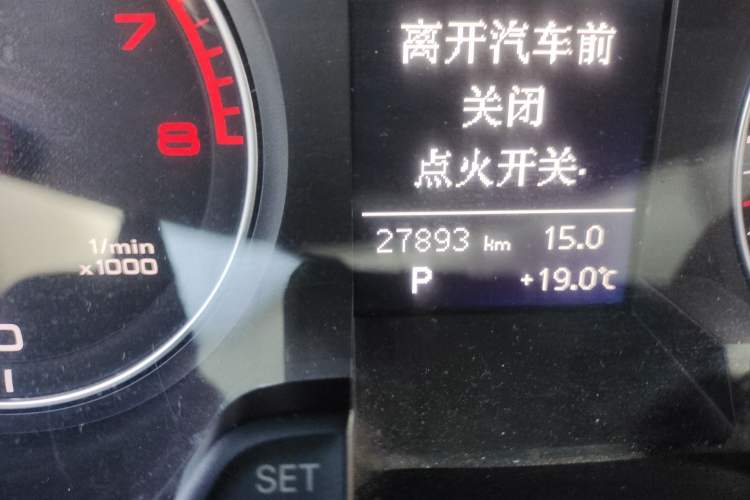 7
8
1/min
x1000
离开汽车前
关闭
点火开关.
27893 km 15.0
P +19.0℃
SET